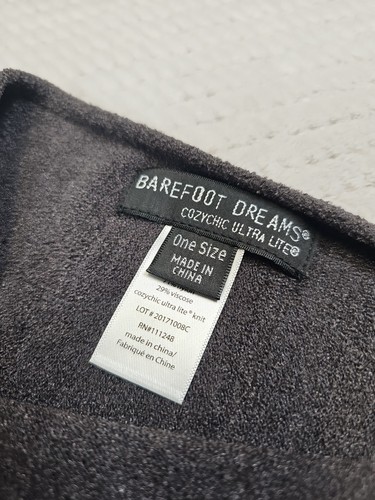 BAREFOOT DREAMS®
COZYCHIC ULTRA LITE®
One Size
MADE IN
CHINA
29% viscose
cozychic ultra lite® knit
LOT # 20171008C
RN#111248
made in china/
Fabriqué en Chine